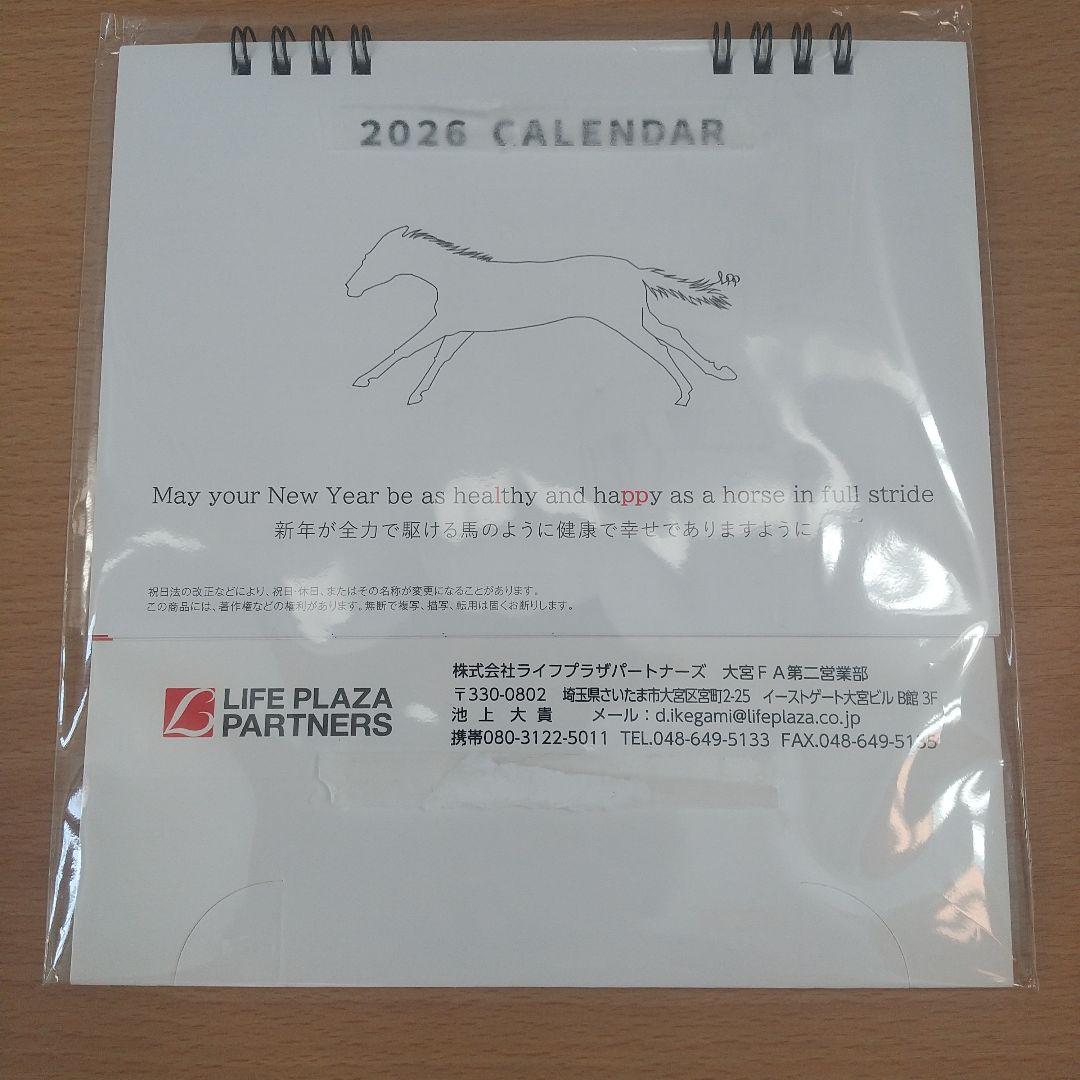 2026 CALENDAR
lpp
May your New Year be as healthy and happy as a horse in full stride
新年が全力で駆ける馬のように健康で幸せでありますように
祝日法の改正などにより、祝日・休日、またはその名称が変更になることがあります。
この商品には、著作権などの権利があります。無断で複写、描写、転用は固くお断りします。
LIFE PLAZA
PARTNERS
株式会社ライフプラザパートナーズ 大宮FA第二営業部
〒330-0802 埼玉県さいたま市大宮区宮町2-25 イーストゲート大宮ビル B館 3F
池上大貴 メール：d.ikegami@lifeplaza.co.jp
携帯080-3122-5011 TEL.048-649-5133 FAX.048-649-5135